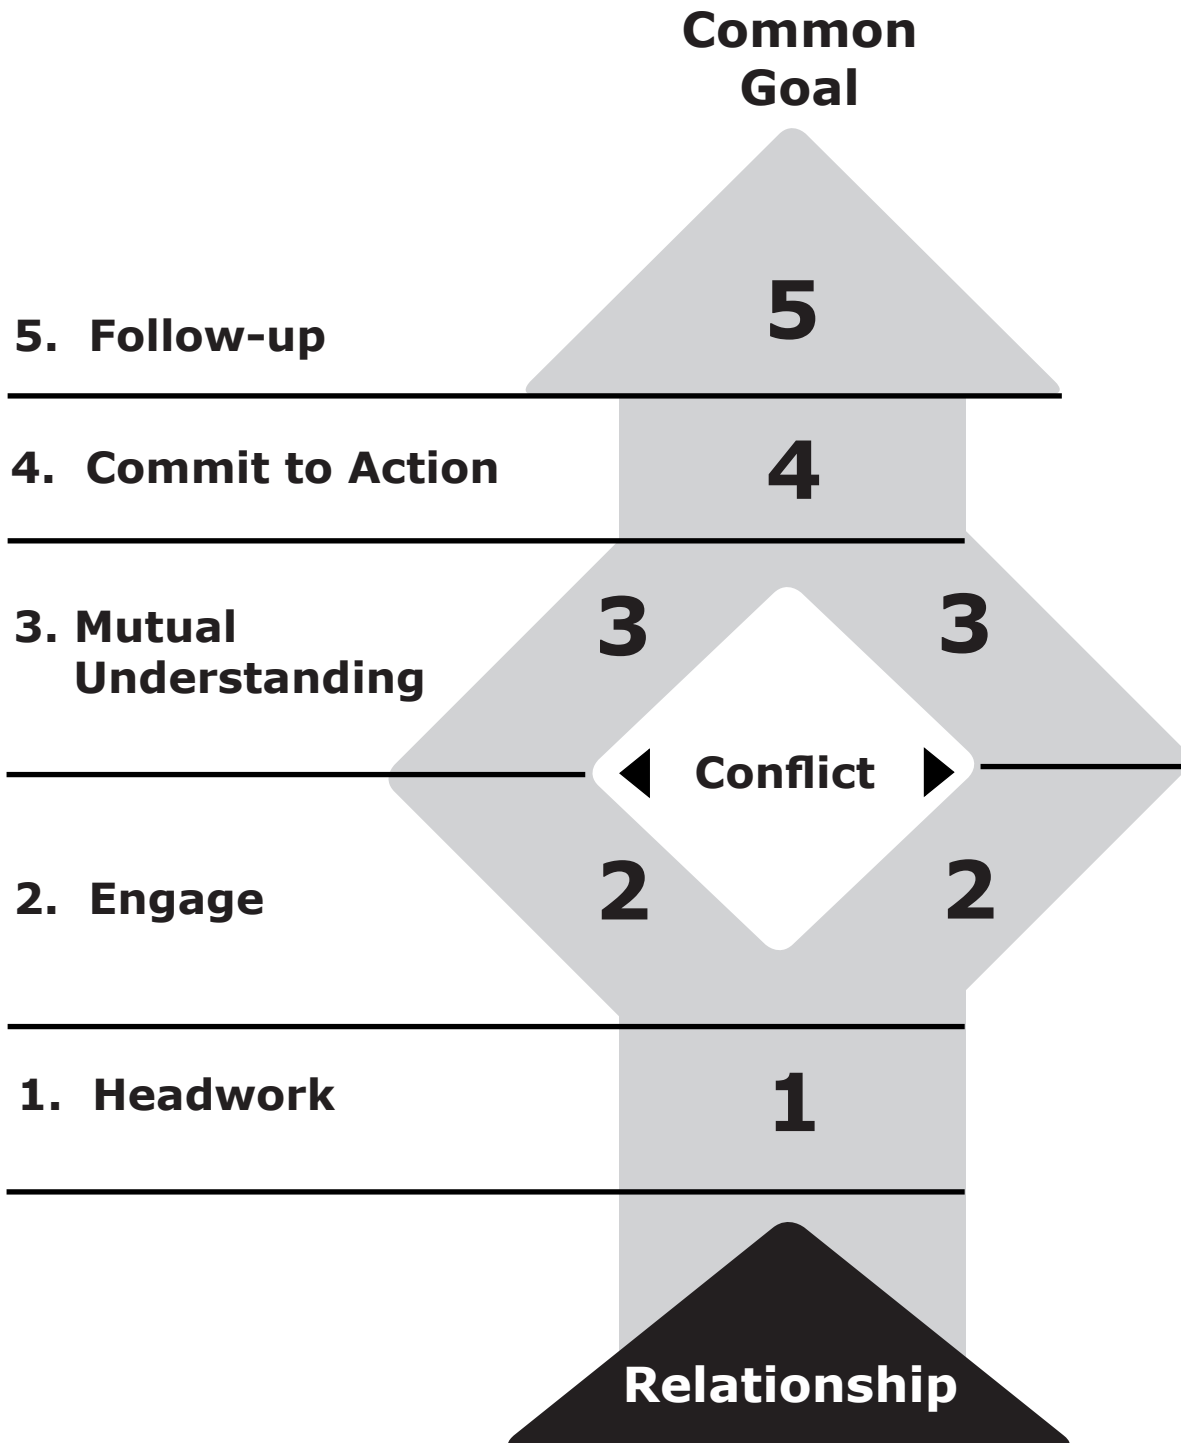 Common
Goal
5
5. Follow-up
4. Commit to Action
4
3. Mutual
Understanding
3
3
Conflict
2. Engage
2
2
1. Headwork
1
Relationship